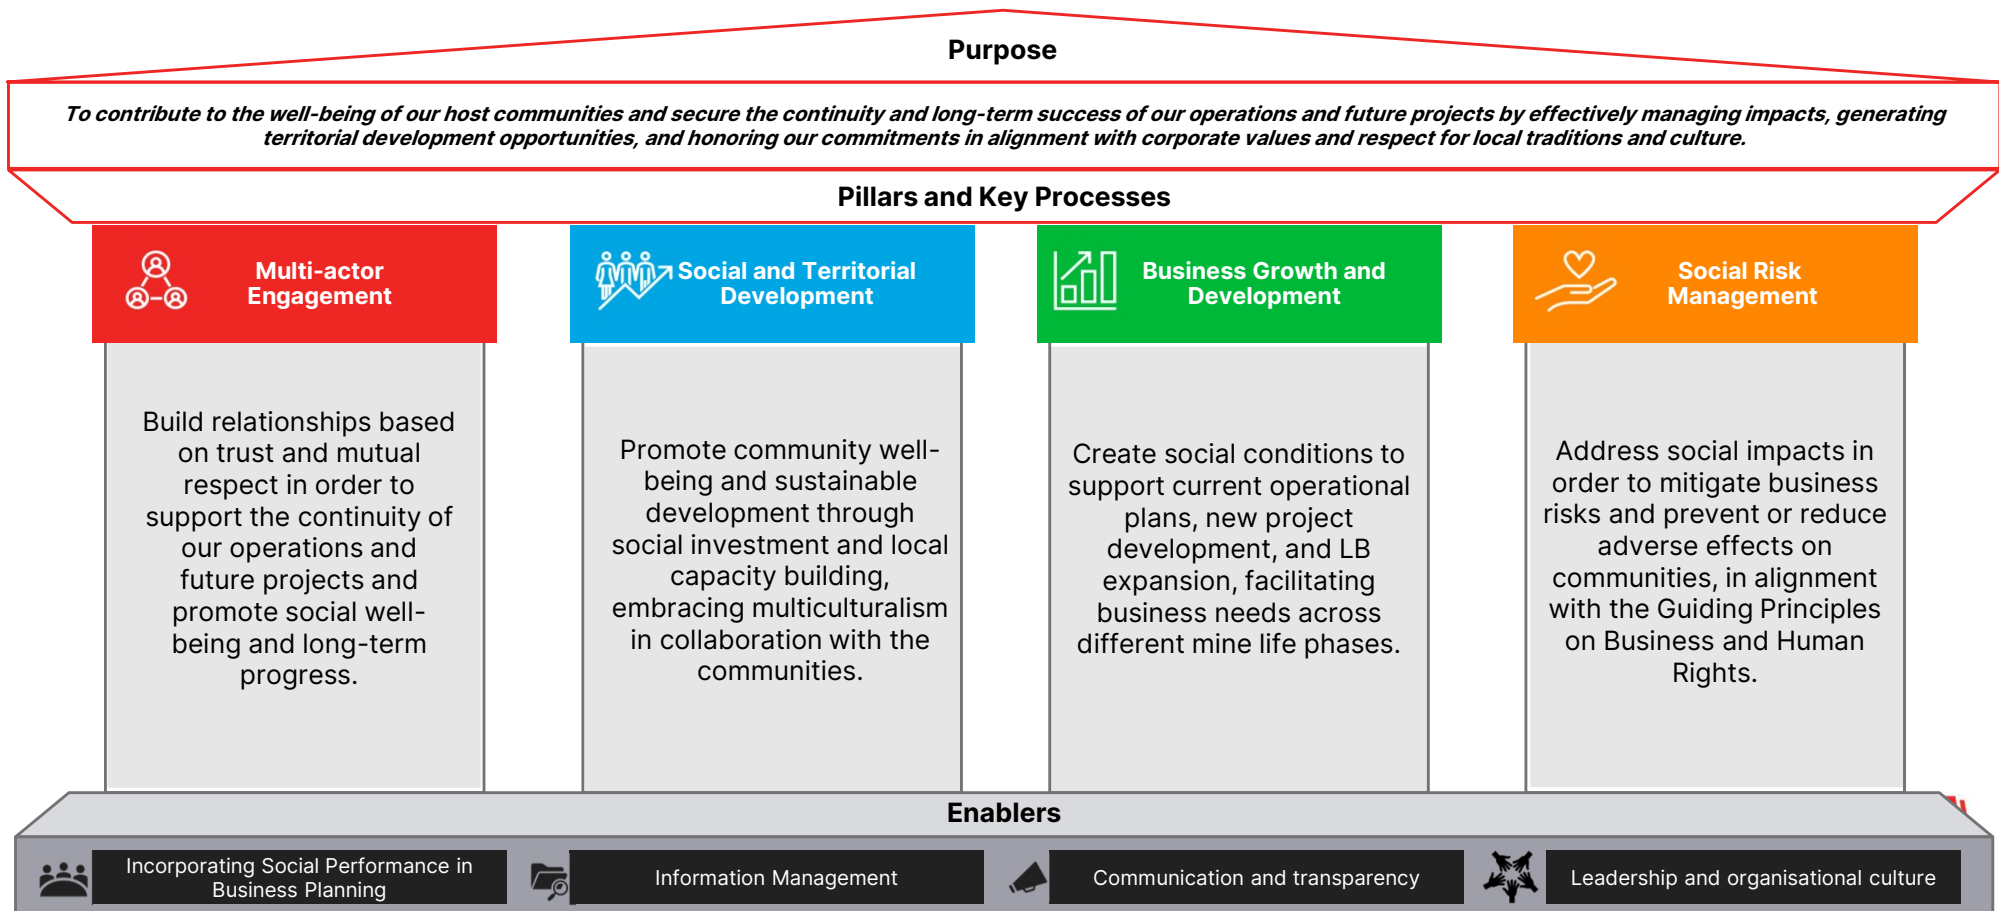 Purpose
To contribute to the well-being of our host communities and secure the continuity and long-term success of our operations and future projects by effectively managing impacts, generating
territorial development opportunities, and honoring our commitments in alignment with corporate values and respect for local traditions and culture.
Pillars and Key Processes
Multi-actor
Engagement
Build relationships based
on trust and mutual
respect in order to
support the continuity of
our operations and
future projects and
promote social well-
being and long-term
progress.
Social and Territorial
Development
Promote community well-
being and sustainable
development through
social investment and local
capacity building,
embracing multiculturalism
in collaboration with the
communities.
Business Growth and
Development
Create social conditions to
support current operational
plans, new project
development, and LB
expansion, facilitating
business needs across
different mine life phases.
Social Risk
Management
Address social impacts in
order to mitigate business
risks and prevent or reduce
adverse effects on
communities, in alignment
with the Guiding Principles
on Business and Human
Rights.
Enablers
Incorporating Social Performance in
Business Planning
Information Management
Communication and transparency
Leadership and organisational culture